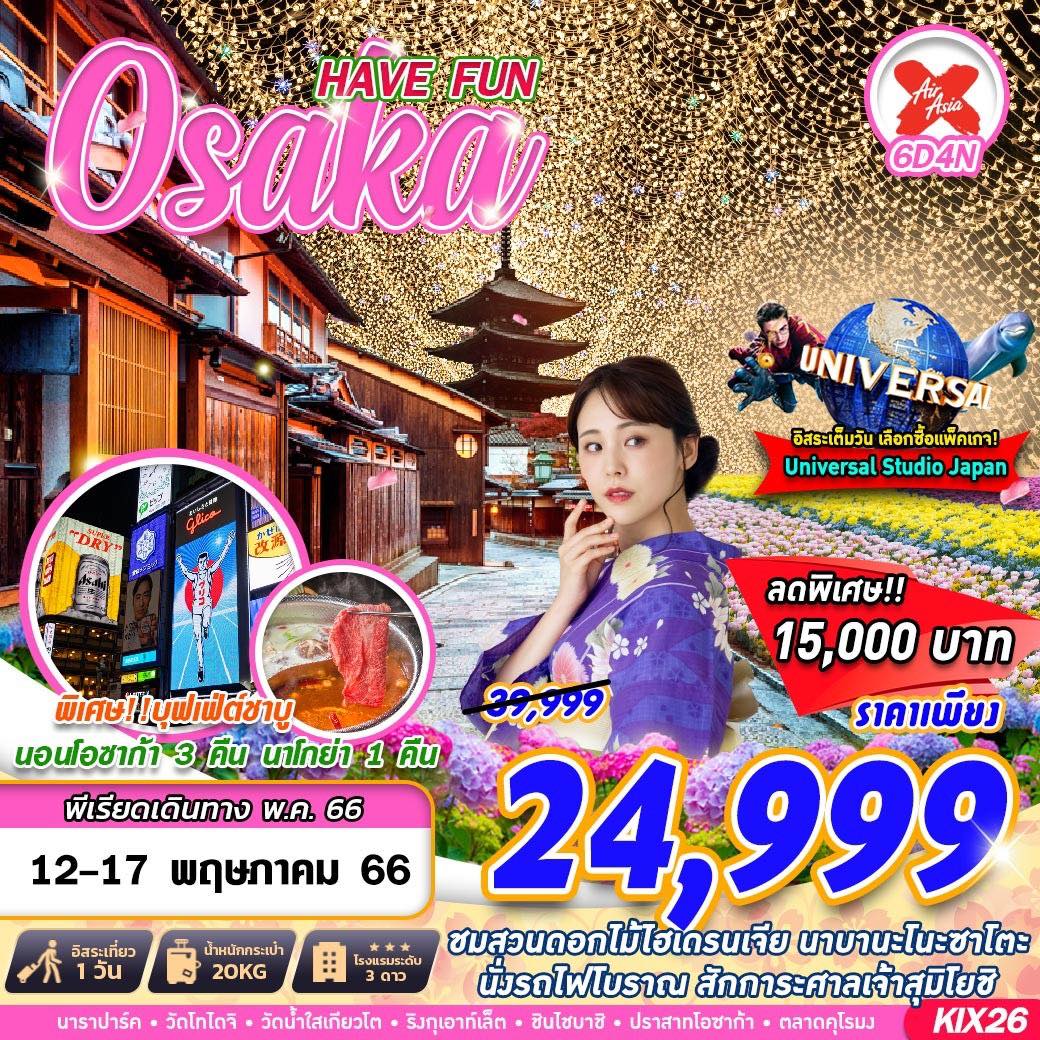 HAVE FUN
Osaka
Air
Asia
6D4N
UNIVERSAL
อิสระเต็มวัน เลือกซื้อแพ็คเกจ!
Universal Studio Japan
SUPER
"DRY"
Asahi
glico
グリコ
かぜに
改源
พิเศษ!!บุฟเฟ่ต์ชาบู
นอนโอซาก้า 3 คืน นาโกย่า 1 คืน
ลดพิเศษ!!
15,000 บาท
39,999
ราคาเพียง
24,999
พีเรียดเดินทาง พ.ค. 66
12-17 พฤษภาคม 66
อิสระเที่ยว
1 วัน
น้ำหนักกระเป๋า
20KG
โรงแรมระดับ
3 ดาว
ชมสวนดอกไม้ไฮเดรนเจีย นาบานะโนะซาโตะ
นั่งรถไฟโบราณ สักการะศาลเจ้าสุมิโยชิ
นาราปาร์ค • วัดโทไดจิ • วัดน้ำใสเกียวโต • ริงกุเอาท์เล็ต • ชินไซบาชิ • ปราสาทโอซาก้า • ตลาดคุโรมง
KIX26